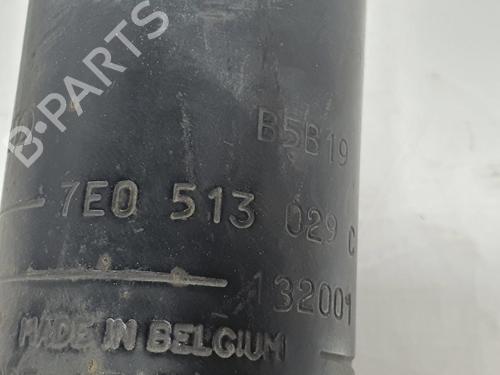 B-PARTS
B5B19
7E0 513 029 C
132001
MADE IN BELGIUM